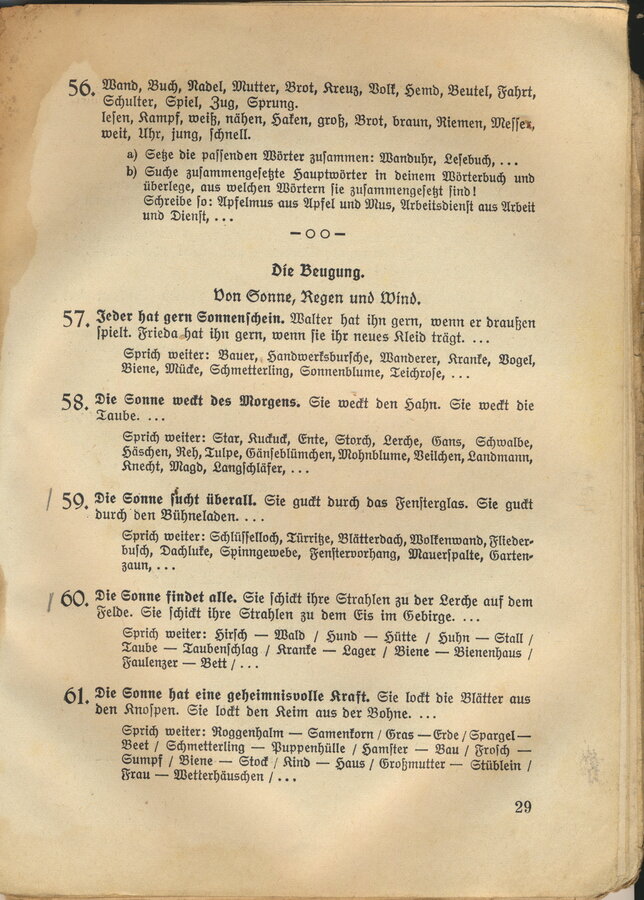 56. Wand, Buch, Nadel, Mutter, Brot, Kreuz, Volk, Hemd, Beutel, Fahrt,
Schulter, Spiel, Zug, Sprung.
lesen, Kampf, weiß, nähen, Haken, groß, Brot, braun, Riemen, Messer,
weit, Uhr, jung, schnell.
a) Setze die passenden Wörter zusammen: Wanduhr, Lesebuch, ...
b) Suche zusammengesetzte Hauptwörter in deinem Wörterbuch und
überlege, aus welchen Wörtern sie zusammengesetzt sind!
Schreibe so: Apfelmus aus Apfel und Mus, Arbeitsdienst aus Arbeit
und Dienst, ...
Die Beugung.
Von Sonne, Regen und Wind.
57. Jeder hat gern Sonnenschein. Walter hat ihn gern, wenn er draußen
spielt. Frieda hat ihn gern, wenn sie ihr neues Kleid trägt. ...
Sprich weiter: Bauer, Handwerksbursche, Wanderer, Kranke, Vogel,
Biene, Mücke, Schmetterling, Sonnenblume, Teichrose, ...
58. Die Sonne weckt des Morgens. Sie weckt den Hahn. Sie weckt die
Taube. ...
Sprich weiter: Star, Kuckuck, Ente, Storch, Lerche, Gans, Schwalbe,
Häschen, Reh, Tulpe, Gänseblümchen, Mohnblume, Veilchen, Landmann,
Knecht, Magd, Langschläfer, ...
59. Die Sonne sucht überall. Sie guckt durch das Fensterglas. Sie guckt
durch den Bühneladen. ...
Sprich weiter: Schlüsselloch, Türritze, Blätterdach, Wolkenwand, Flieder-
busch, Dachluke, Spinngewebe, Fenstervorhang, Mauerspalte, Garten-
zaun, ...
60. Die Sonne findet alle. Sie schickt ihre Strahlen zu der Lerche auf dem
Felde. Sie schickt ihre Strahlen zu dem Eis im Gebirge. ...
Sprich weiter: Hirsch — Wald / Hund — Hütte / Huhn — Stall /
Taube — Taubenschlag / Kranke — Lager / Biene — Bienenhaus /
Faulenzer — Bett / ...
61. Die Sonne hat eine geheimnisvolle Kraft. Sie lockt die Blätter aus
den Knospen. Sie lockt den Keim aus der Bohne. ...
Sprich weiter: Roggenhalm — Samenkorn / Gras — Erde / Spargel —
Beet / Schmetterling — Puppenhülle / Hamster — Bau / Frosch —
Sumpf / Biene — Stock / Kind — Haus / Großmutter — Stüblein /
Frau — Wetterhäuschen / ...
29